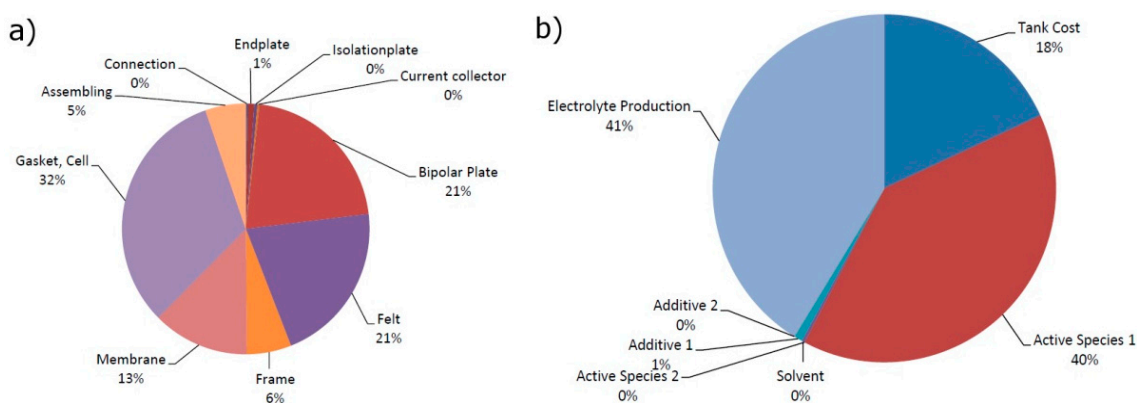 a)
Endplate
1%
Isolationplate
0%
Connection
0%
Current collector
0%
Assembling
5%
Gasket, Cell
32%
Bipolar Plate
21%
Felt
21%
Membrane
13%
Frame
6%
b)
Tank Cost
18%
Electrolyte Production
41%
Additive 2
0%
Additive 1
1%
Active Species 2
0%
Solvent
0%
Active Species 1
40%